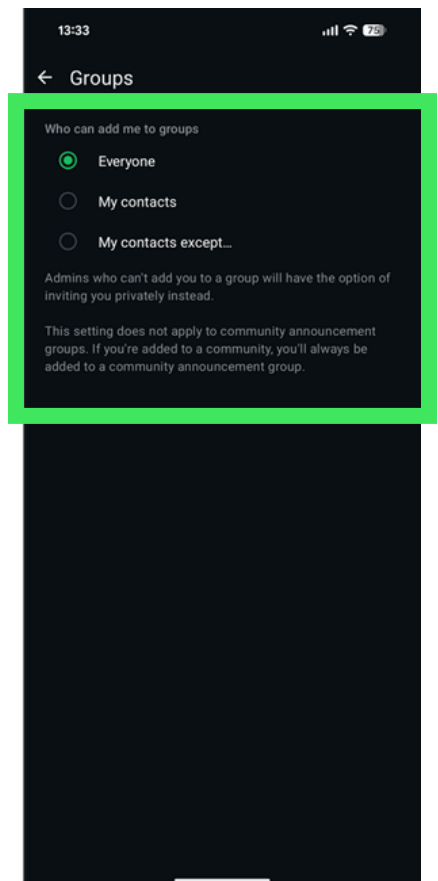 13:33 75
Groups
Who can add me to groups
Everyone
My contacts
My contacts except...
Admins who can't add you to a group will have the option of
inviting you privately instead.
This setting does not apply to community announcement
groups. If you're added to a community, you'll always be
added to a community announcement group.